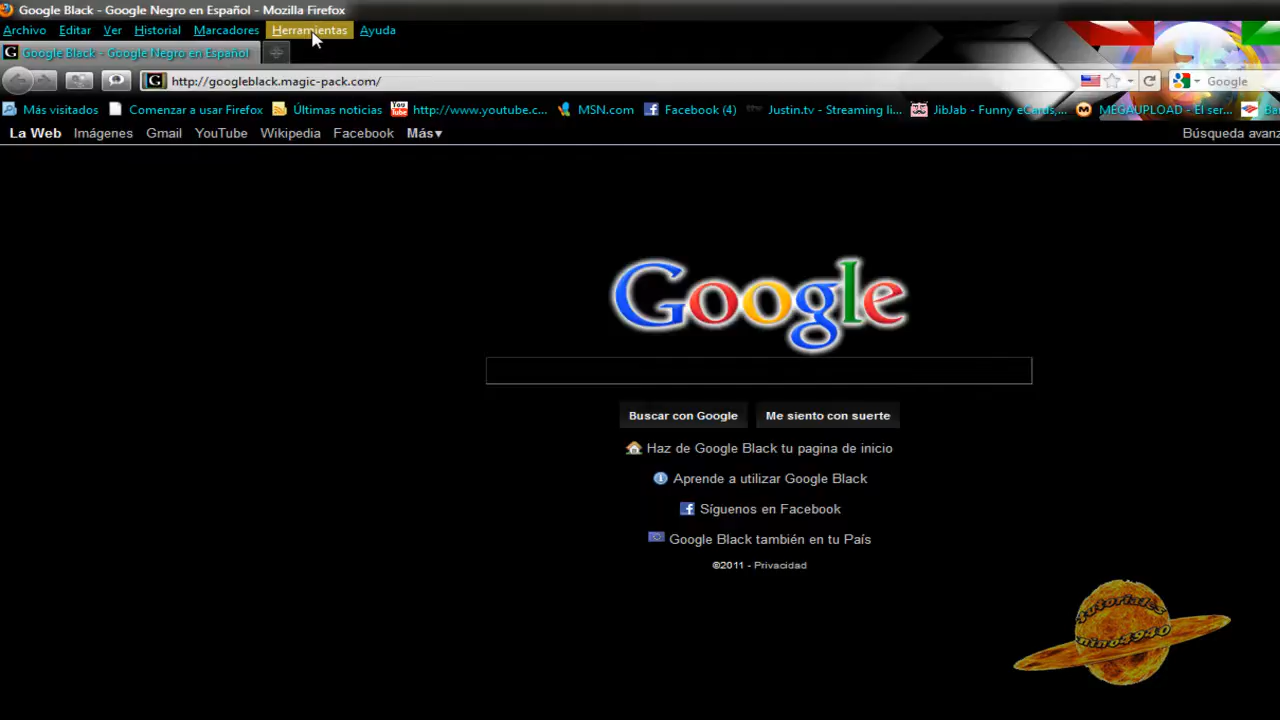 Google Black - Google Negro en Español - Mozilla Firefox
Archivo Editar Ver Historial Marcadores Herramientas Ayuda
G Google Black - Google Negro en Español
G http://googleblack.magic-pack.com/ Google
Más visitados Comenzar a usar Firefox Últimas noticias You Tube http://www.youtube.c... MSN.com Facebook (4) Justin.tv - Streaming li... JibJab - Funny eCards,... MEGAUPLOAD - El ser...
La Web Imágenes Gmail YouTube Wikipedia Facebook Más▾ Búsqueda avanz
Google
Buscar con Google Me siento con suerte
Haz de Google Black tu pagina de inicio
Aprende a utilizar Google Black
Síguenos en Facebook
Google Black también en tu País
©2011 - Privacidad
tutoriales
nino4940